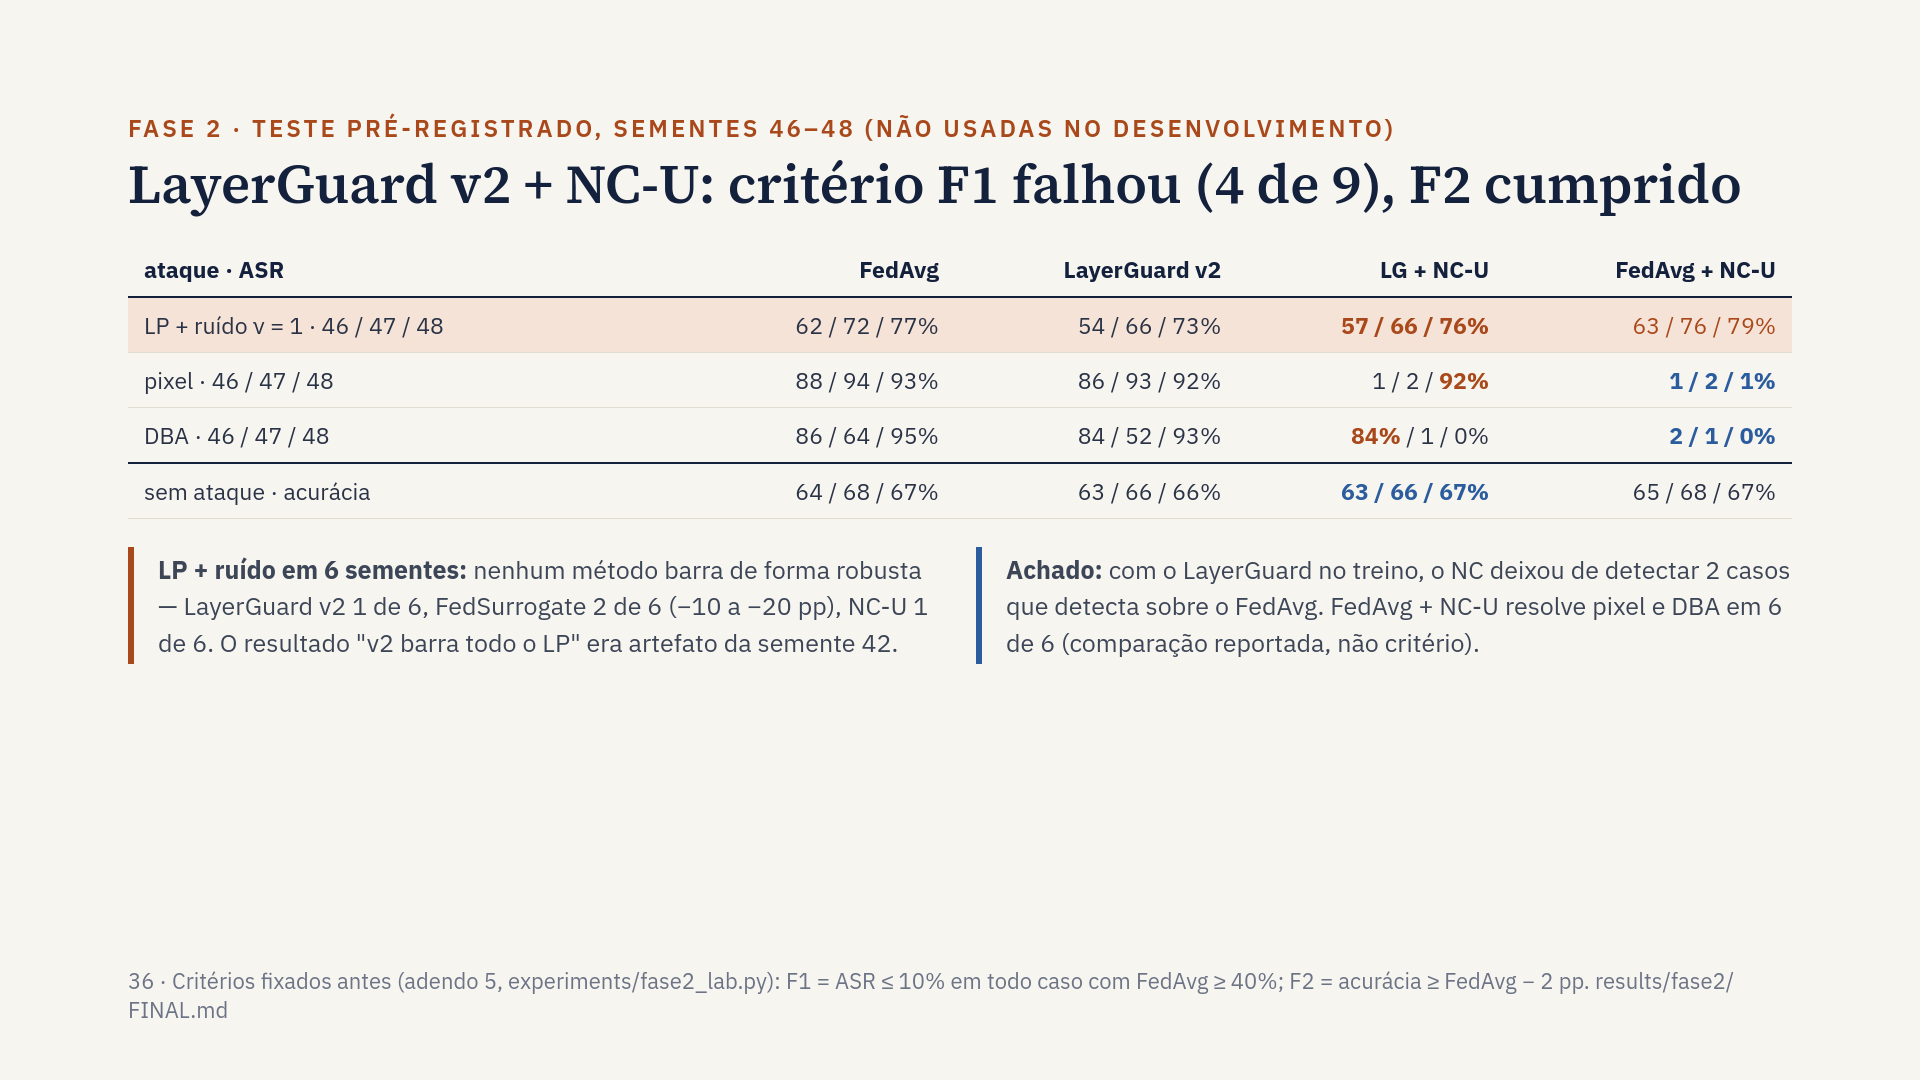 FASE 2 · TESTE PRÉ-REGISTRADO, SEMENTES 46–48 (NÃO USADAS NO DESENVOLVIMENTO)
LayerGuard v2 + NC-U: critério F1 falhou (4 de 9), F2 cumprido
ataque · ASR FedAvg LayerGuard v2 LG + NC-U FedAvg + NC-U
LP + ruído v = 1 · 46 / 47 / 48 62 / 72 / 77% 54 / 66 / 73% 57 / 66 / 76% 63 / 76 / 79%
pixel · 46 / 47 / 48 88 / 94 / 93% 86 / 93 / 92% 1 / 2 / 92% 1 / 2 / 1%
DBA · 46 / 47 / 48 86 / 64 / 95% 84 / 52 / 93% 84% / 1 / 0% 2 / 1 / 0%
sem ataque · acurácia 64 / 68 / 67% 63 / 66 / 66% 63 / 66 / 67% 65 / 68 / 67%
LP + ruído em 6 sementes: nenhum método barra de forma robusta
— LayerGuard v2 1 de 6, FedSurrogate 2 de 6 (−10 a −20 pp), NC-U 1
de 6. O resultado "v2 barra todo o LP" era artefato da semente 42.
Achado: com o LayerGuard no treino, o NC deixou de detectar 2 casos
que detecta sobre o FedAvg. FedAvg + NC-U resolve pixel e DBA em 6
de 6 (comparação reportada, não critério).
36 · Critérios fixados antes (adendo 5, experiments/fase2_lab.py): F1 = ASR ≤ 10% em todo caso com FedAvg ≥ 40%; F2 = acurácia ≥ FedAvg − 2 pp. results/fase2/
FINAL.md